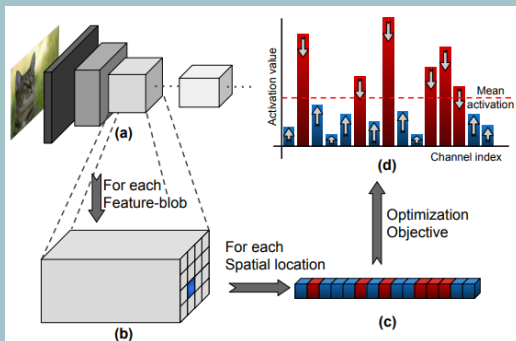 (a)
For each
Feature-blob
(b)
For each
Spatial location
(c)
Optimization
Objective
(d)
Activation value
Mean
activation
Channel index